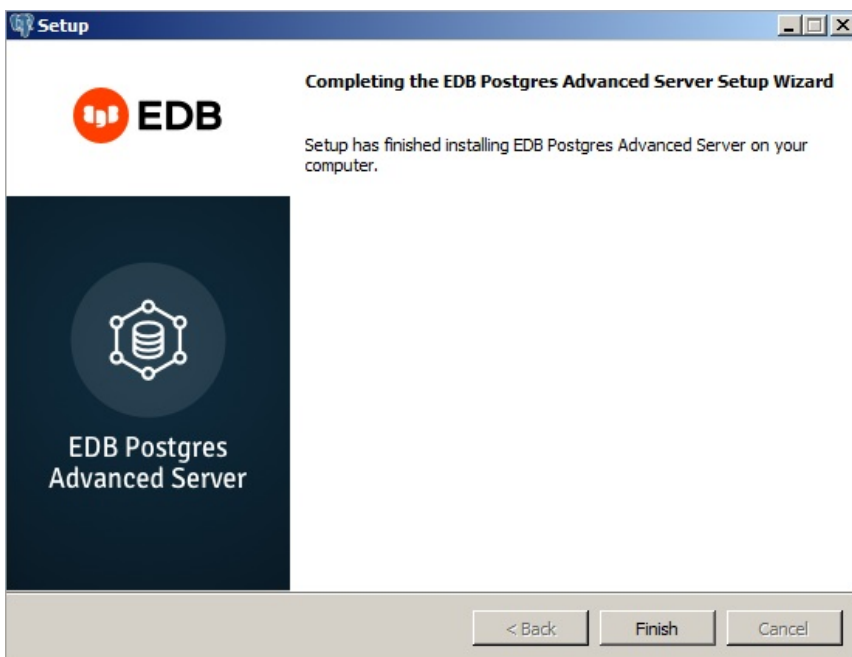 Setup
EDB
Completing the EDB Postgres Advanced Server Setup Wizard
Setup has finished installing EDB Postgres Advanced Server on your
computer.
EDB Postgres
Advanced Server
< Back
Finish
Cancel